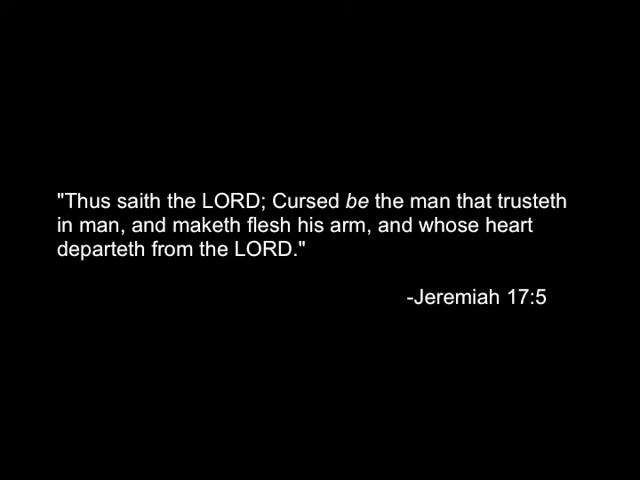 "Thus saith the LORD; Cursed be the man that trusteth
in man, and maketh flesh his arm, and whose heart
departeth from the LORD."
-Jeremiah 17:5